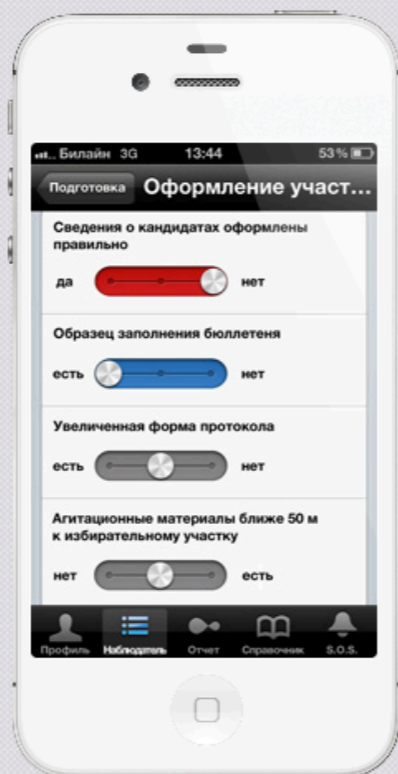 Билайн 3G 13:44 53%
Подготовка Оформление участ...
Сведения о кандидатах оформлены
правильно
да нет
Образец заполнения бюллетеня
есть нет
Увеличенная форма протокола
есть нет
Агитационные материалы ближе 50 м
к избирательному участку
нет есть
Профиль Наблюдатель Отчет Справочник S.O.S.